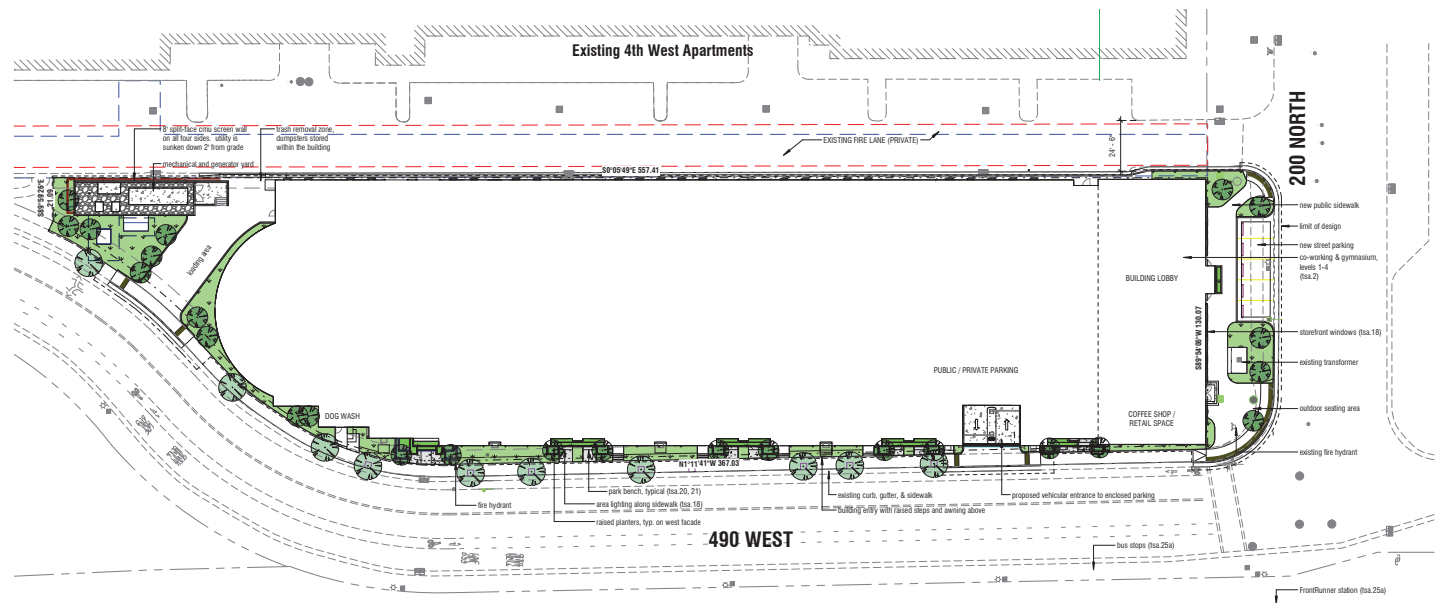 Existing 4th West Apartments
200 NORTH
8' split-face cmu screen wall
on all four sides. utility is
sunken down 2' from grade
mechanical and generator yard
trash removal zone,
dumpsters stored
within the building
EXISTING FIRE LANE (PRIVATE)
24' - 6"
S0°05'49"E 557.41
S89°59'26"E
21.09
new public sidewalk
limit of design
new street parking
co-working & gymnasium,
levels 1-4
(tsa.2)
loading area
BUILDING LOBBY
S89°54'06"W 130.07
storefront windows (tsa.18)
existing transformer
PUBLIC / PRIVATE PARKING
DOG WASH
COFFEE SHOP /
RETAIL SPACE
outdoor seating area
existing fire hydrant
N1°11'41"W 367.03
park bench, typical (tsa.20, 21)
existing curb, gutter, & sidewalk
proposed vehicular entrance to enclosed parking
fire hydrant
area lighting along sidewalk (tsa.18)
building entry with raised steps and awning above
raised planters, typ. on west facade
490 WEST
bus stops (tsa.25a)
FrontRunner station (tsa.25a)